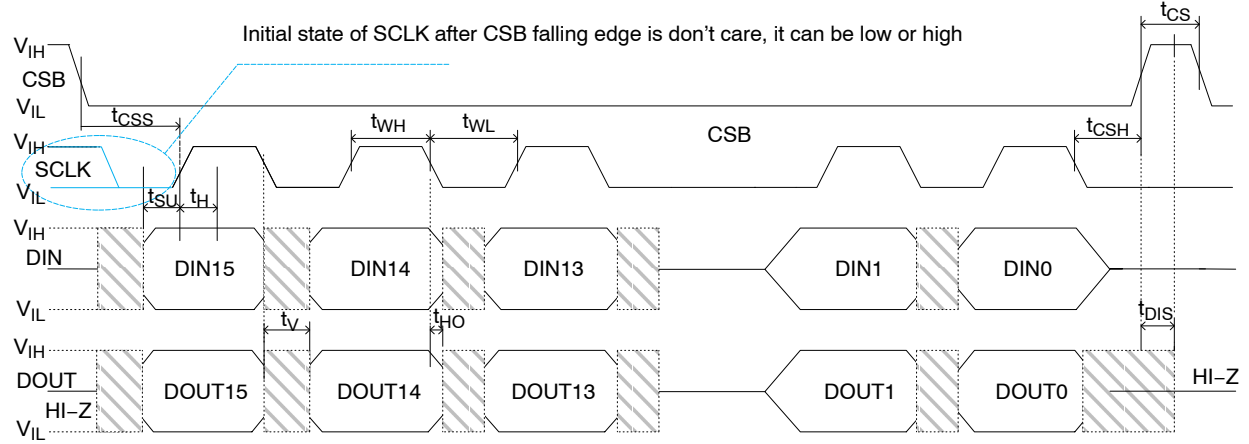 Initial state of SCLK after CSB falling edge is don't care, it can be low or high
tCS
VIH
CSB
VIL
tCSS
tWH
tWL
CSB
tCSH
VIH
SCLK
VIL
tSU
tH
VIH
DIN
VIL
DIN15
DIN14
DIN13
DIN1
DIN0
tV
tHO
tDIS
VIH
DOUT
HI–Z
VIL
DOUT15
DOUT14
DOUT13
DOUT1
DOUT0
HI–Z